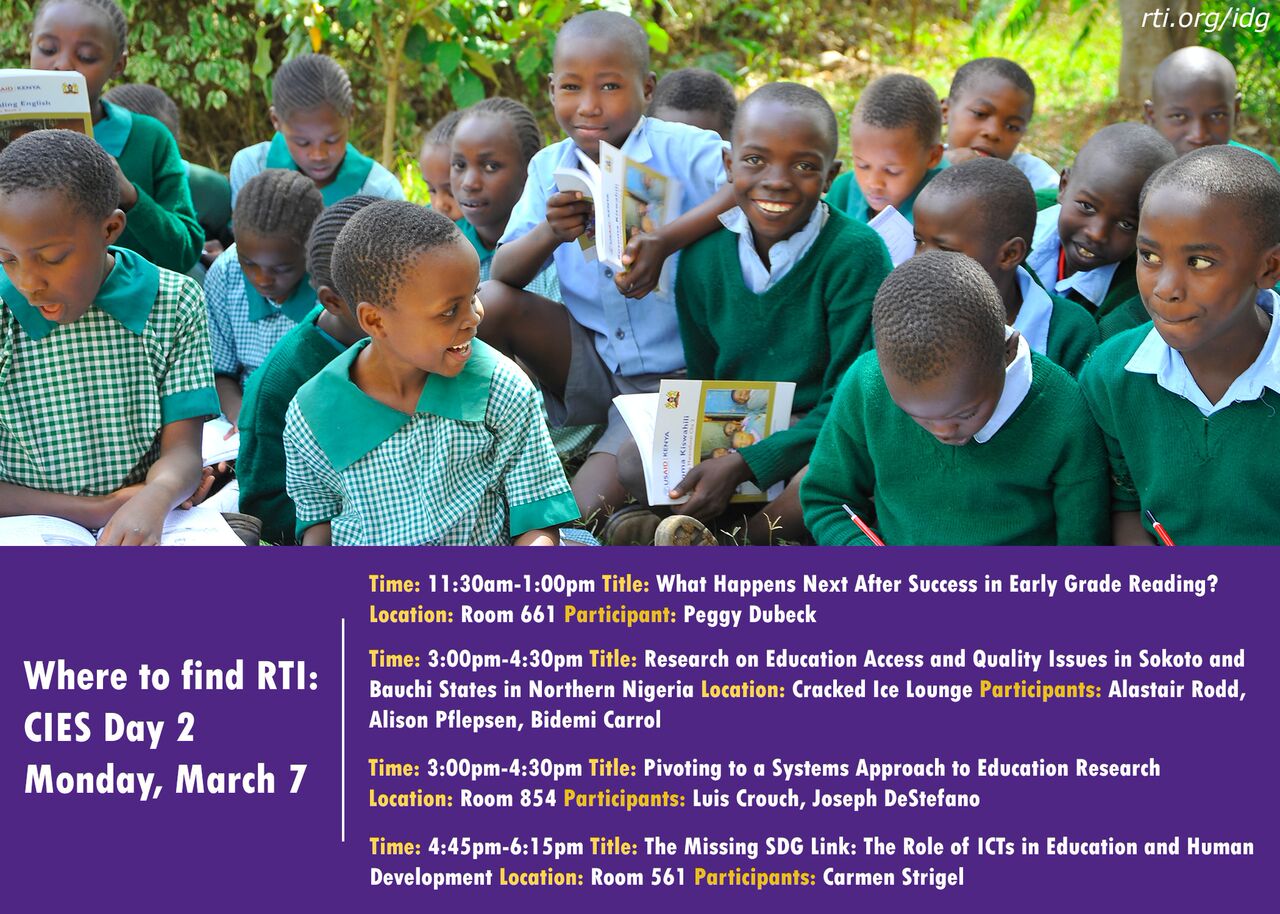 rti.org/idg
USAID KENYA
ding English
USAID | KENYA
oma Kiswahili
Where to find RTI:
CIES Day 2
Monday, March 7
Time: 11:30am-1:00pm Title: What Happens Next After Success in Early Grade Reading?
Location: Room 661 Participant: Peggy Dubeck
Time: 3:00pm-4:30pm Title: Research on Education Access and Quality Issues in Sokoto and
Bauchi States in Northern Nigeria Location: Cracked Ice Lounge Participants: Alastair Rodd,
Alison Pflepsen, Bidemi Carrol
Time: 3:00pm-4:30pm Title: Pivoting to a Systems Approach to Education Research
Location: Room 854 Participants: Luis Crouch, Joseph DeStefano
Time: 4:45pm-6:15pm Title: The Missing SDG Link: The Role of ICTs in Education and Human
Development Location: Room 561 Participants: Carmen Strigel